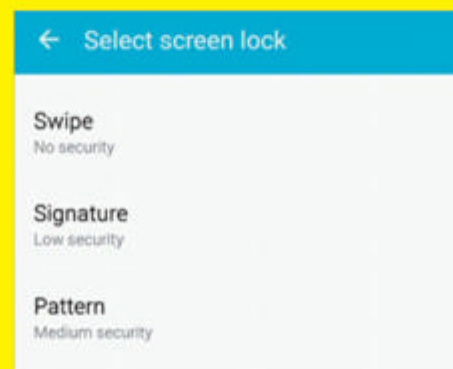 Select screen lock
Swipe
No security
Signature
Low security
Pattern
Medium security